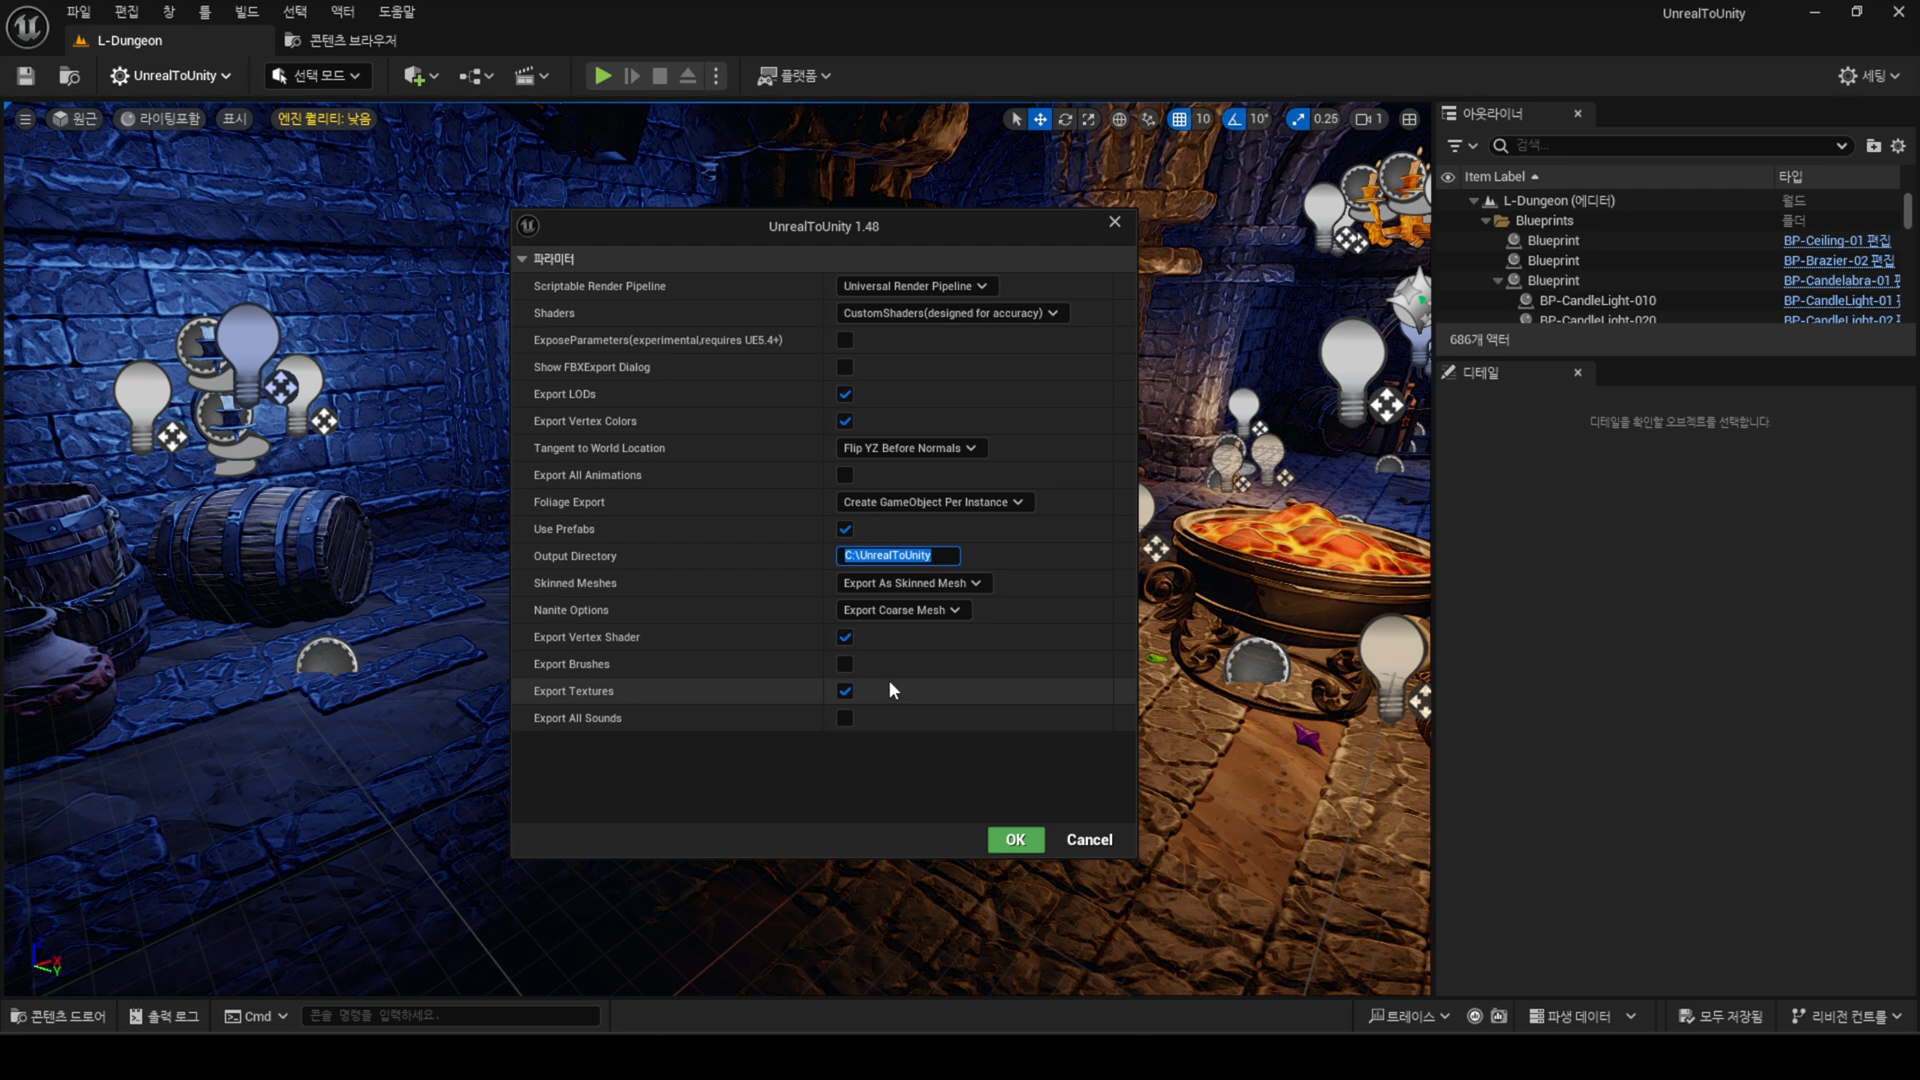 파일 편집 창 툴 빌드 선택 액터 도움말
UnrealToUnity
L-Dungeon
콘텐츠 브라우저
UnrealToUnity
선택 모드
플랫폼
세팅
원근
라이팅포함
표시
엔진 퀄리티: 낮음
10
10°
0.25
1
아웃라이너
검색...
Item Label
타입
L-Dungeon (에디터)
월드
Blueprints
폴더
Blueprint
BP-Ceiling-01 편집
Blueprint
BP-Brazier-02 편집
Blueprint
BP-Candelabra-01
BP-CandleLight-010
BP-CandleLight-01
BP-CandleLight-020
BP-CandleLight-02
686개 액터
디테일
디테일을 확인할 오브젝트를 선택합니다.
UnrealToUnity 1.48
파라미터
Scriptable Render Pipeline
Universal Render Pipeline
Shaders
CustomShaders(designed for accuracy)
ExposeParameters(experimental,requires UE5.4+)
Show FBXExport Dialog
Export LODs
Export Vertex Colors
Tangent to World Location
Flip YZ Before Normals
Export All Animations
Foliage Export
Create GameObject Per Instance
Use Prefabs
Output Directory
C:\UnrealToUnity
Skinned Meshes
Export As Skinned Mesh
Nanite Options
Export Coarse Mesh
Export Vertex Shader
Export Brushes
Export Textures
Export All Sounds
OK
Cancel
Z
X
Y
콘텐츠 드로어
출력 로그
Cmd
콘솔 명령을 입력하세요.
트레이스
파생 데이터
모두 저장됨
리비전 컨트롤